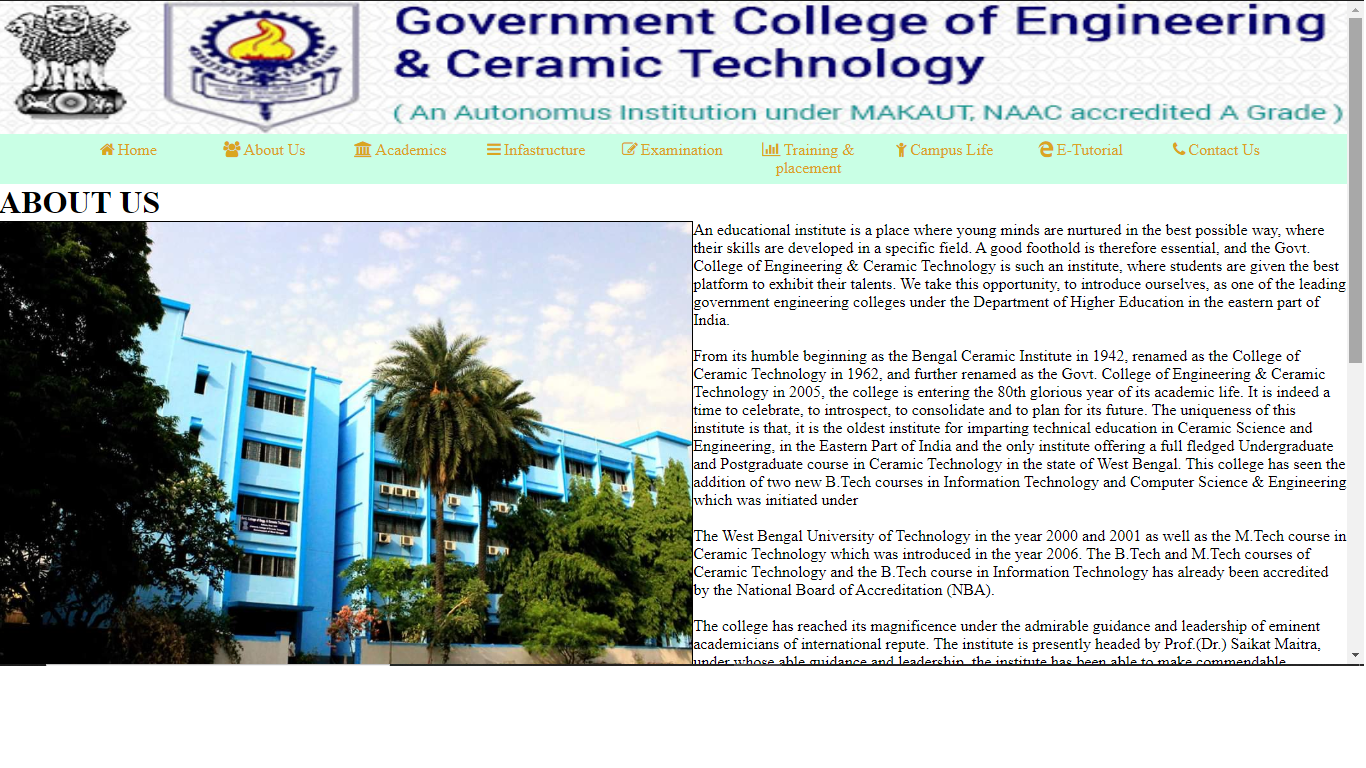 Government College of Engineering
& Ceramic Technology
( An Autonomus Institution under MAKAUT, NAAC accredited A Grade )
Home About Us Academics Infastructure Examination Training & Campus Life E-Tutorial Contact Us
placement
ABOUT US
An educational institute is a place where young minds are nurtured in the best possible way, where
their skills are developed in a specific field. A good foothold is therefore essential, and the Govt.
College of Engineering & Ceramic Technology is such an institute, where students are given the best
platform to exhibit their talents. We take this opportunity, to introduce ourselves, as one of the leading
government engineering colleges under the Department of Higher Education in the eastern part of
India.
From its humble beginning as the Bengal Ceramic Institute in 1942, renamed as the College of
Ceramic Technology in 1962, and further renamed as the Govt. College of Engineering & Ceramic
Technology in 2005, the college is entering the 80th glorious year of its academic life. It is indeed a
time to celebrate, to introspect, to consolidate and to plan for its future. The uniqueness of this
institute is that, it is the oldest institute for imparting technical education in Ceramic Science and
Engineering, in the Eastern Part of India and the only institute offering a full fledged Undergraduate
and Postgraduate course in Ceramic Technology in the state of West Bengal. This college has seen the
addition of two new B.Tech courses in Information Technology and Computer Science & Engineering
which was initiated under
The West Bengal University of Technology in the year 2000 and 2001 as well as the M.Tech course in
Ceramic Technology which was introduced in the year 2006. The B.Tech and M.Tech courses of
Ceramic Technology and the B.Tech course in Information Technology has already been accredited
by the National Board of Accreditation (NBA).
The college has reached its magnificence under the admirable guidance and leadership of eminent
academicians of international repute. The institute is presently headed by Prof.(Dr.) Saikat Maitra,
under whose able guidance and leadership, the institute has been able to make commendable